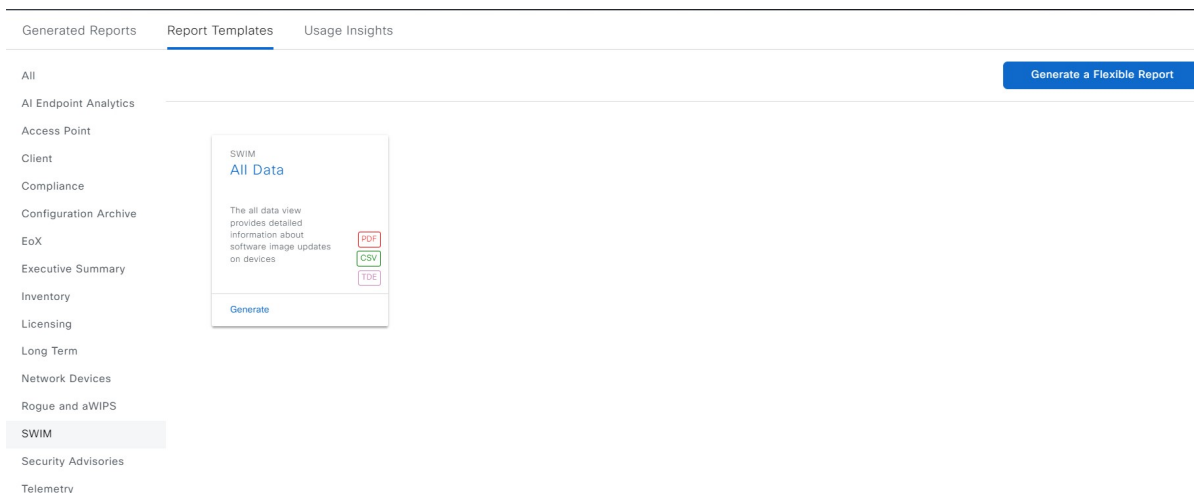 Generated Reports
Report Templates
Usage Insights
All
AI Endpoint Analytics
Access Point
Client
Compliance
Configuration Archive
EoX
Executive Summary
Inventory
Licensing
Long Term
Network Devices
Rogue and aWIPS
SWIM
Security Advisories
Telemetry
Generate a Flexible Report
SWIM
All Data
The all data view
provides detailed
information about
software image updates
on devices
PDF
CSV
TDE
Generate